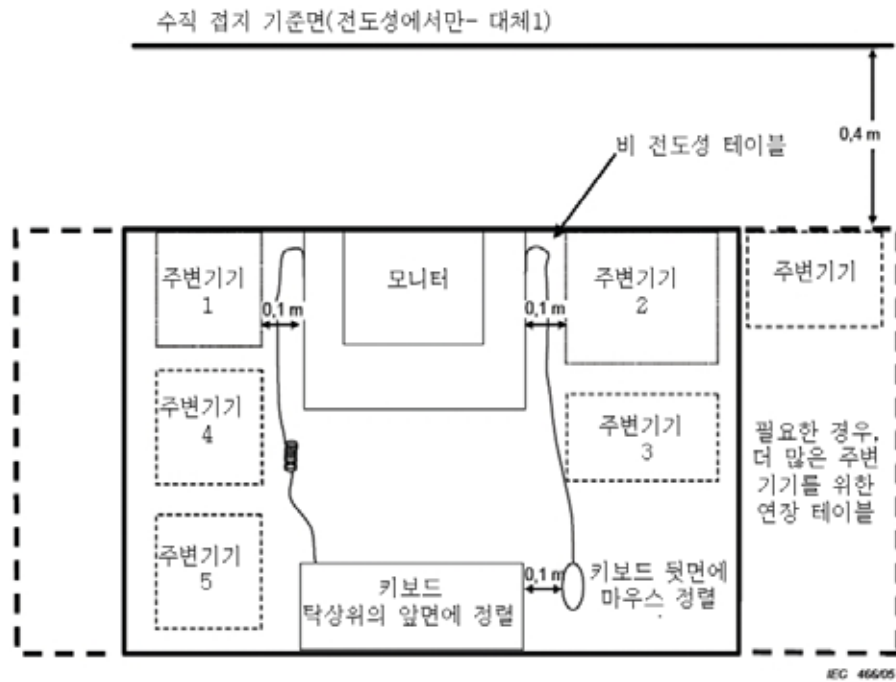 수직 접지 기준면(전도성에서만- 대체1)
0,4 m
비 전도성 테이블
주변기기
1
0,1 m
모니터
0,1 m
주변기기
2
주변기기
주변기기
4
주변기기
3
필요한 경우,
더 많은 주변
기기를 위한
연장 테이블
주변기기
5
키보드
탁상위의 앞면에 정렬
0,1 m
키보드 뒷면에
마우스 정렬
IEC 466/05